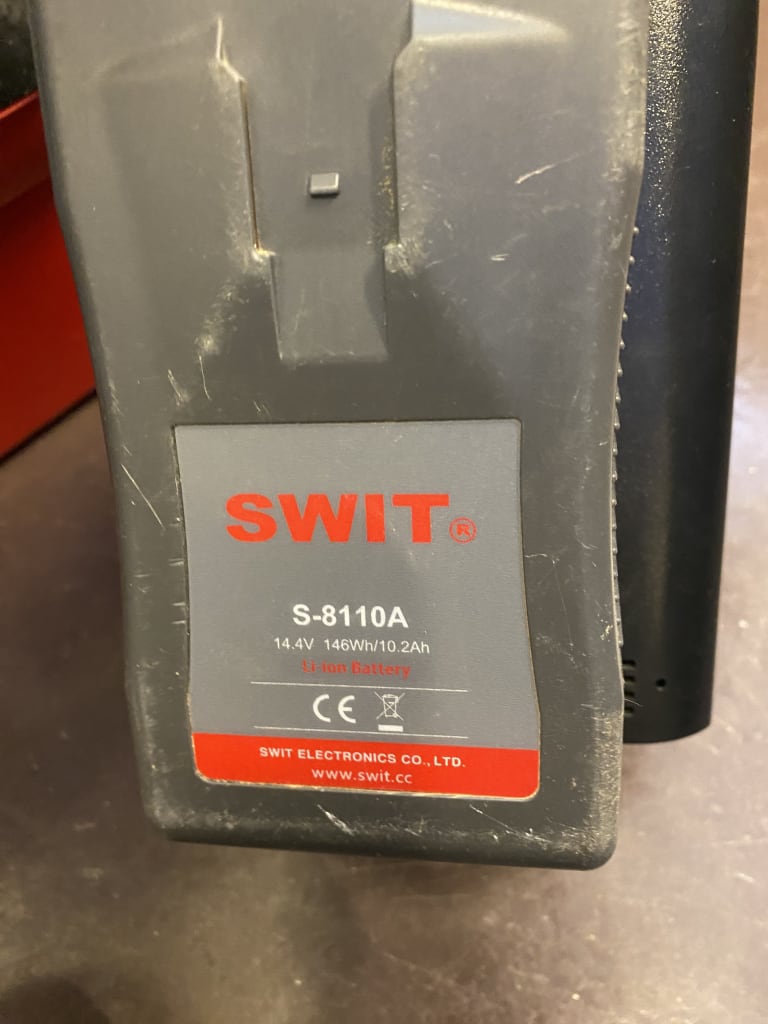 SWIT®
S-8110A
14.4V 146Wh/10.2Ah
Li-ion Battery
CE
SWIT ELECTRONICS CO., LTD.
www.swit.cc